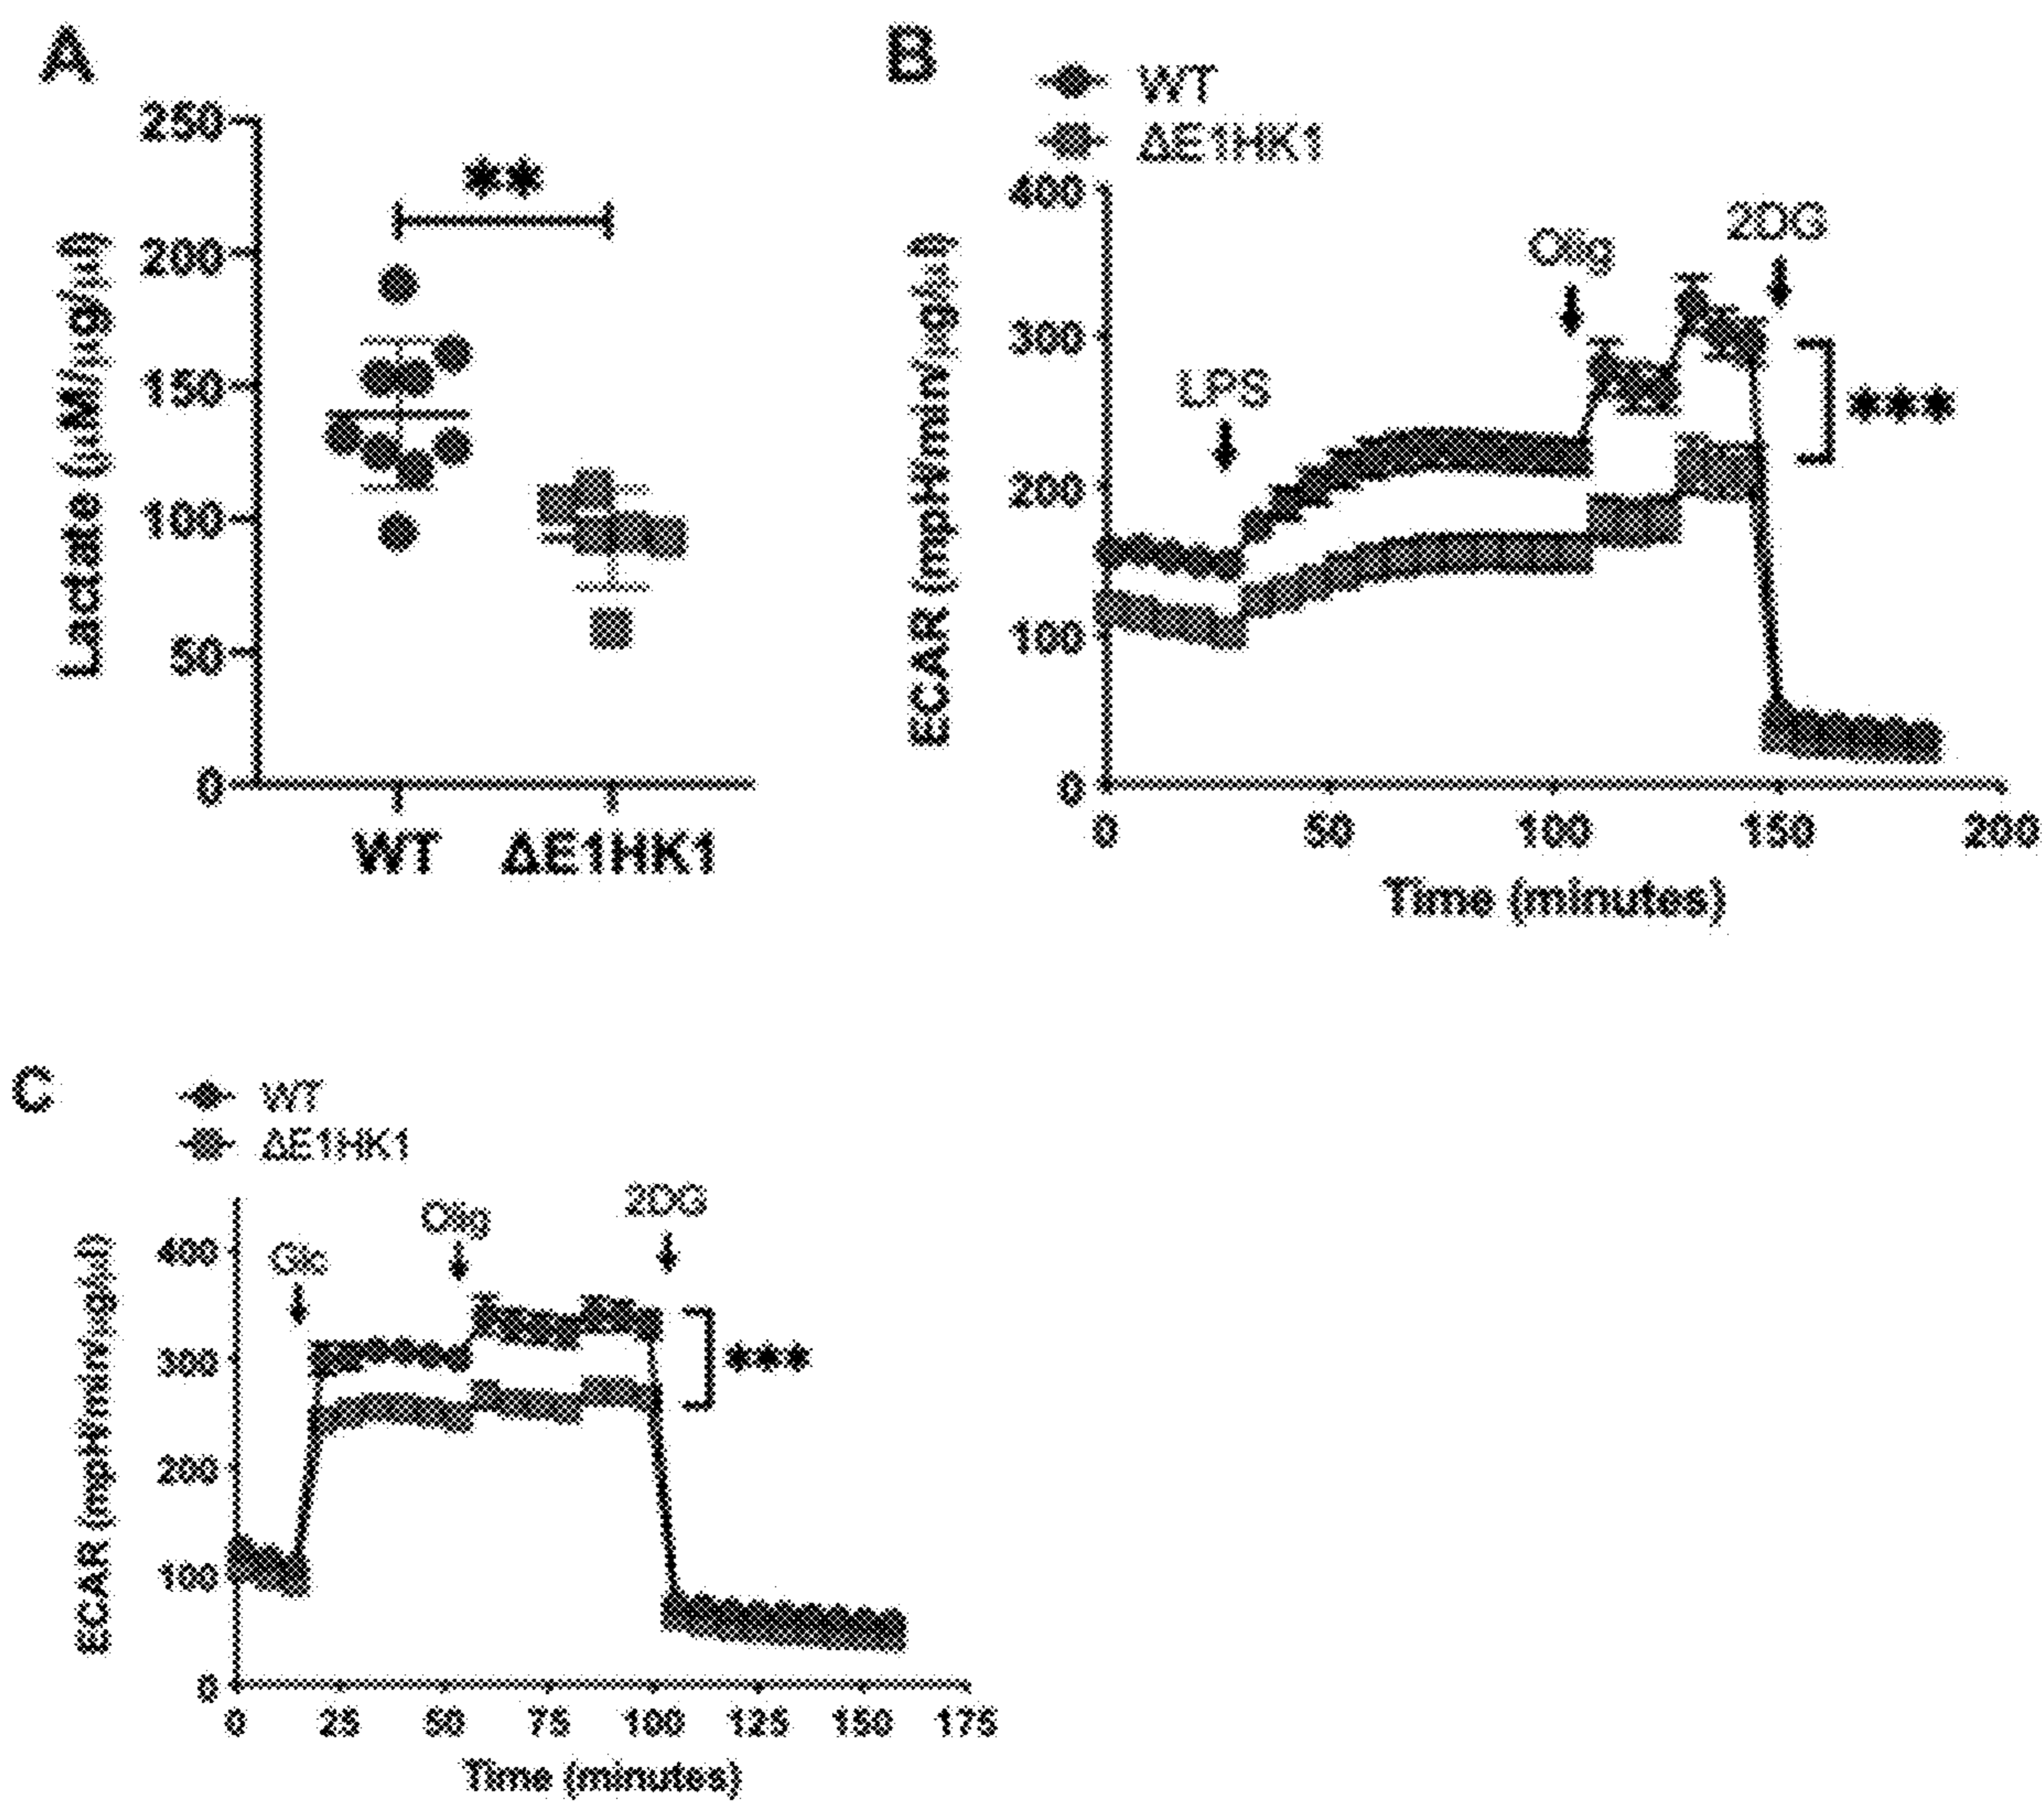 A
250
200
150
100
50
0
Lactate (µM/µg/µl)
**
WT ΔE1HK1
B
WT
ΔE1HK1
400
300
200
100
0
ECAR (mpH/min/µg/µl)
LPS
Olig
2DG
***
0 50 100 150 200
Time (minutes)
C
WT
ΔE1HK1
400
300
200
100
0
ECAR (mpH/min/µg/µl)
Glc
Olig
2DG
***
0 25 50 75 100 125 150 175
Time (minutes)